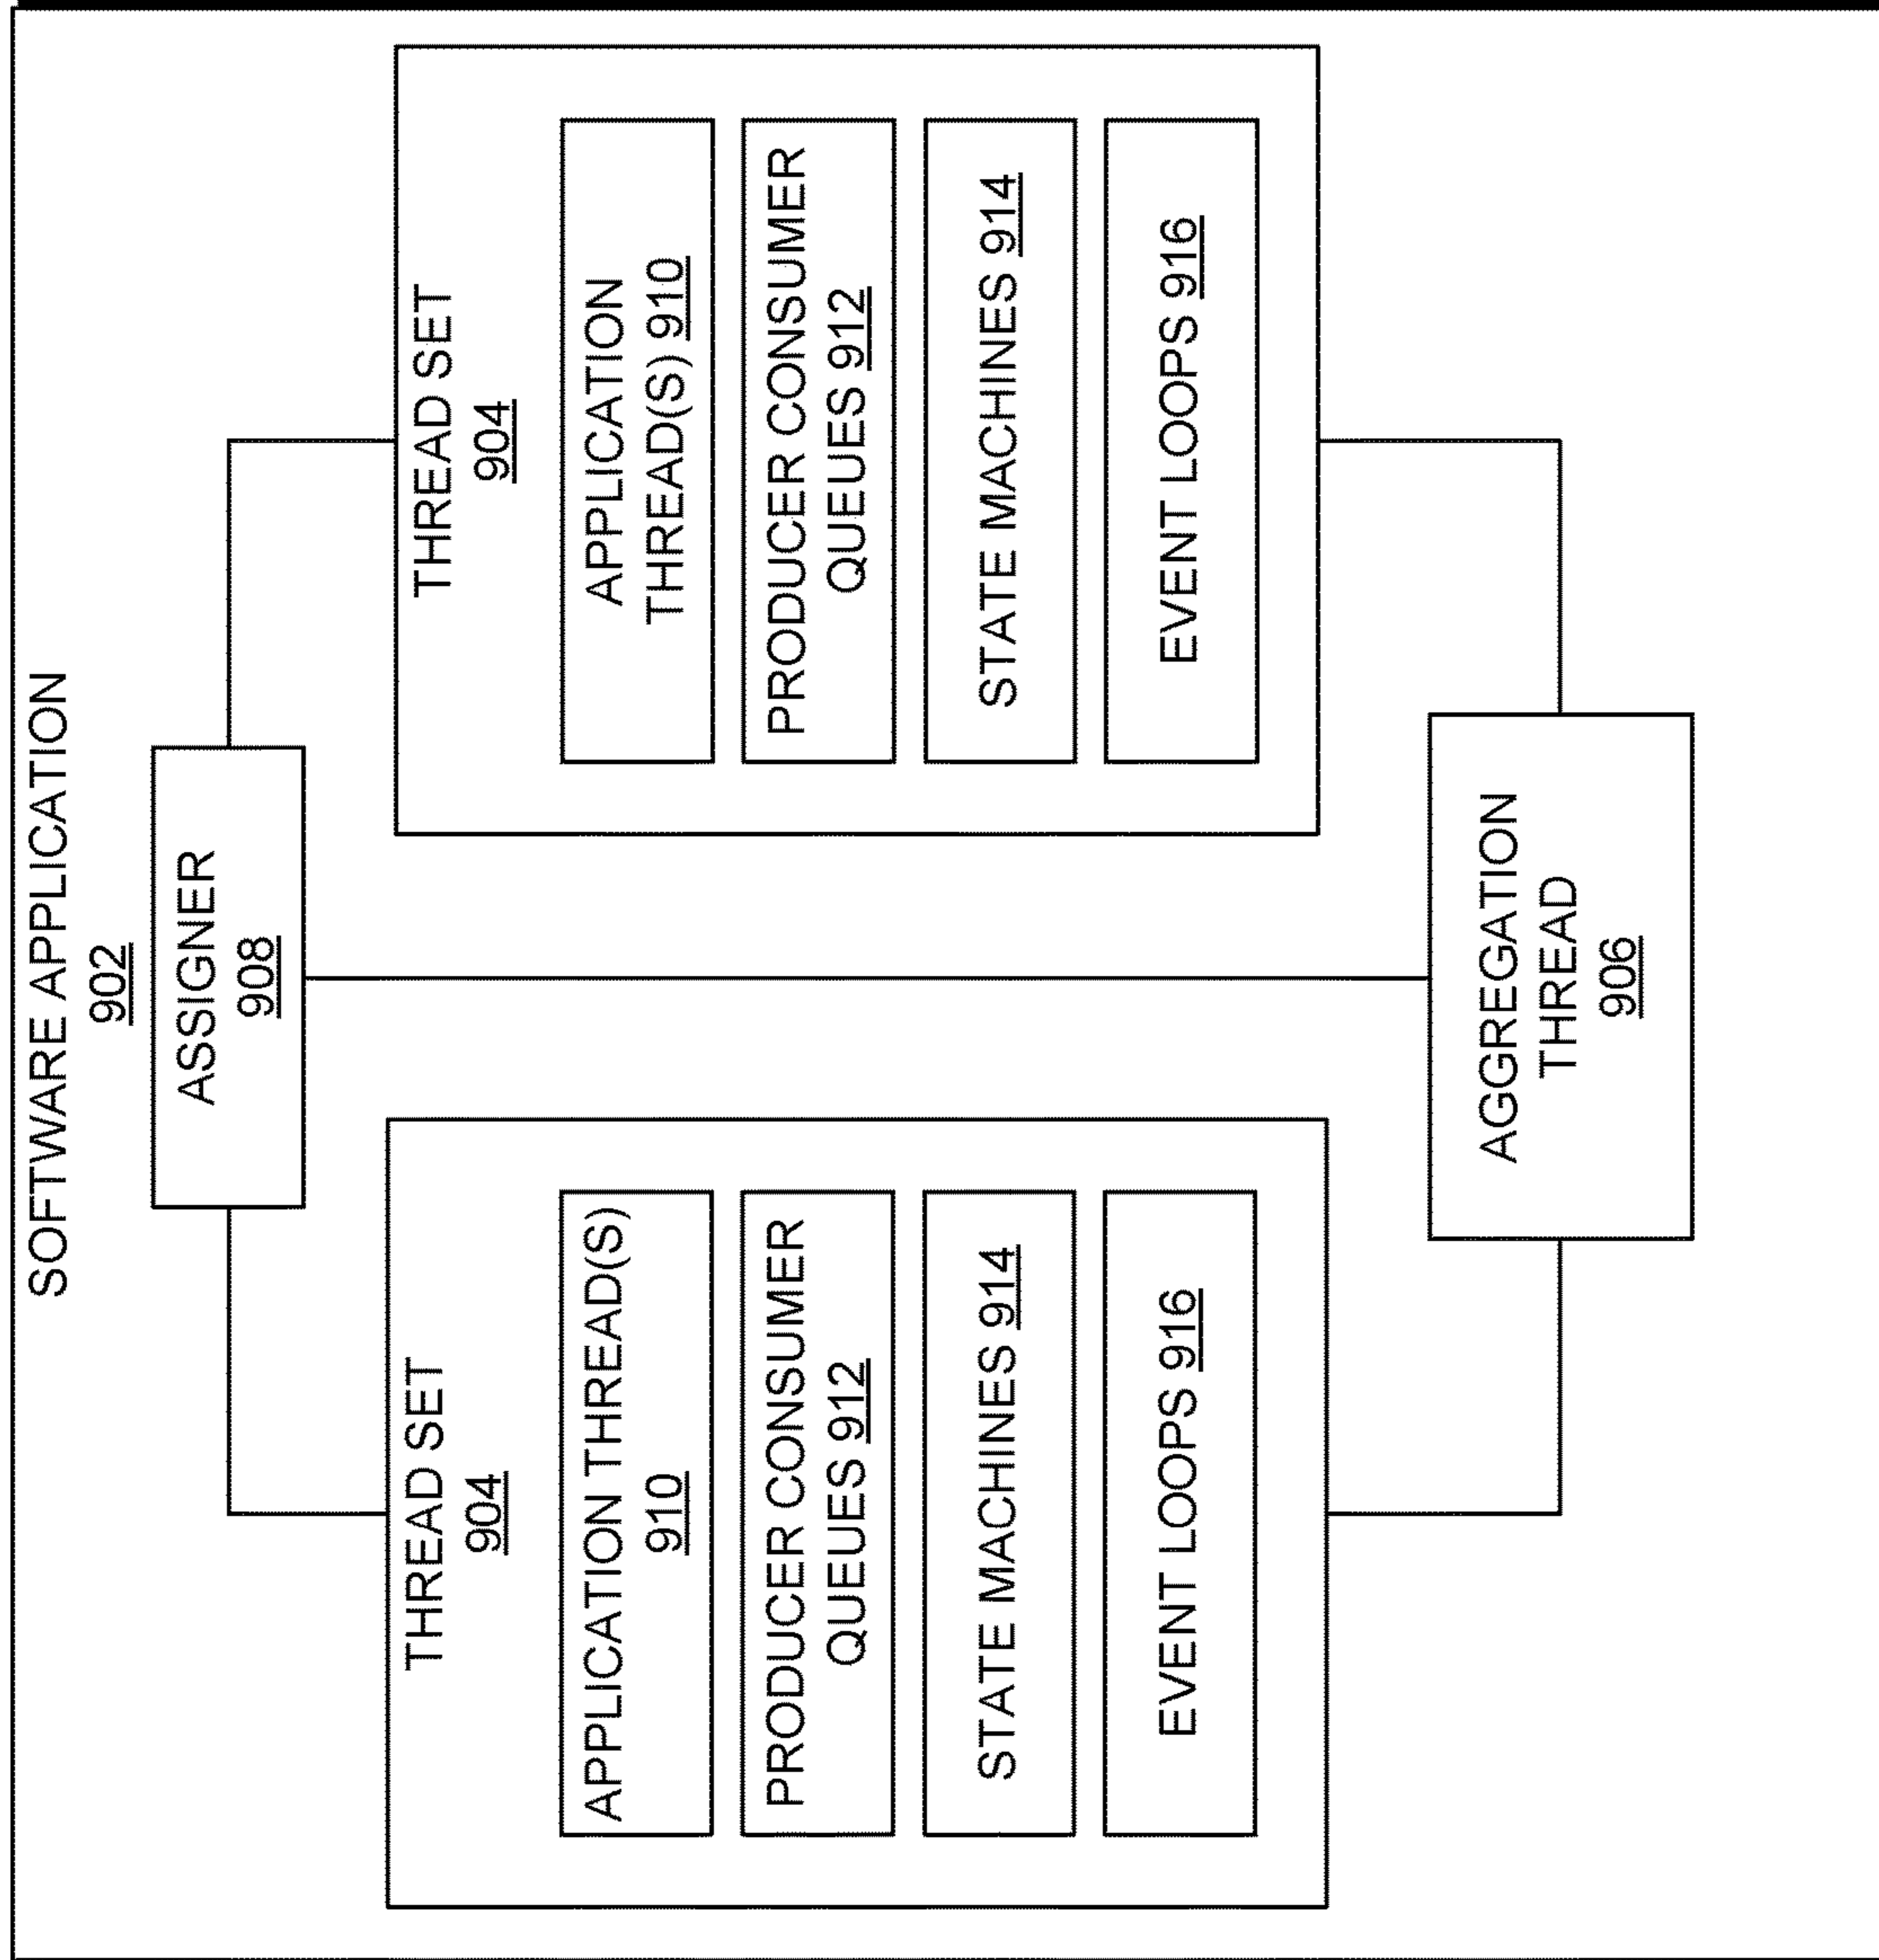 SOFTWARE APPLICATION
902
ASSIGNER
908
THREAD SET
904
APPLICATION THREAD(S)
910
PRODUCER CONSUMER
QUEUES 912
STATE MACHINES 914
EVENT LOOPS 916
THREAD SET
904
APPLICATION
THREAD(S) 910
PRODUCER CONSUMER
QUEUES 912
STATE MACHINES 914
EVENT LOOPS 916
AGGREGATION
THREAD
906